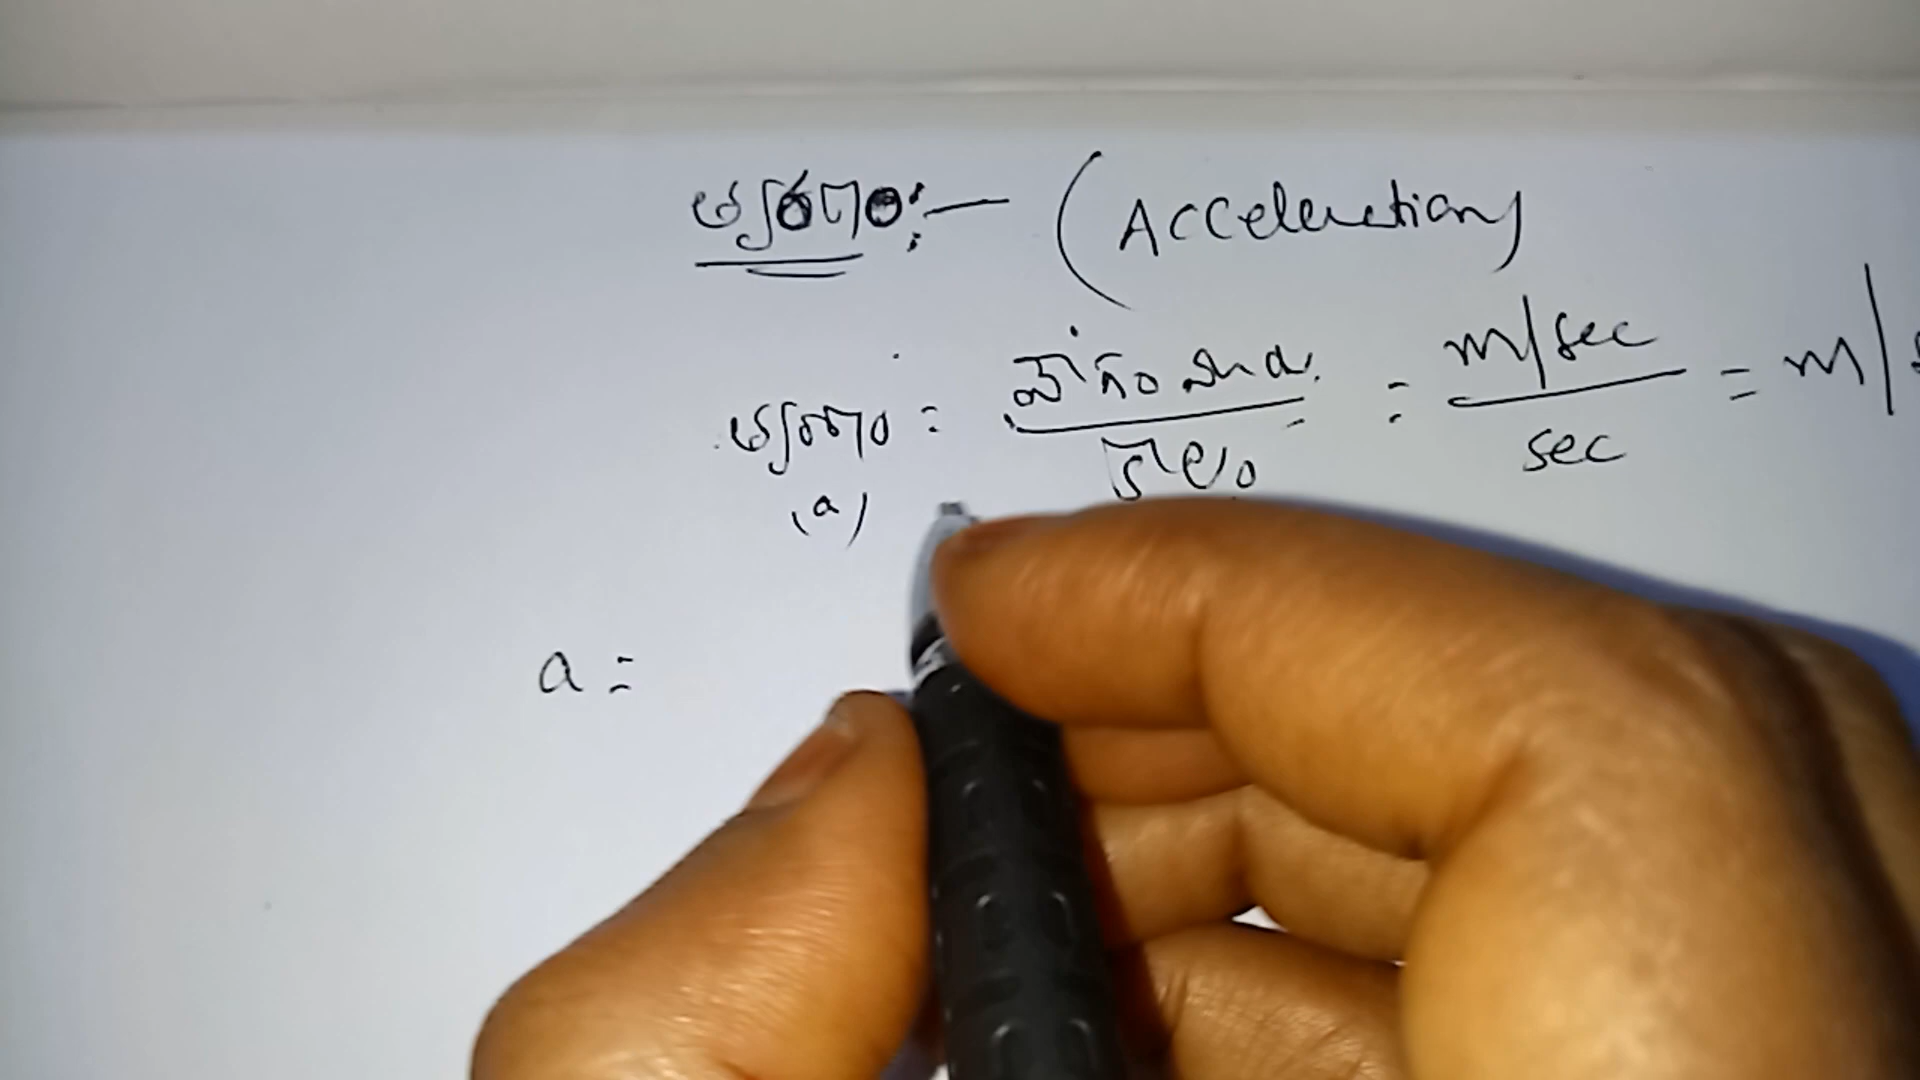 త్వరణం:- (Acceleration)
త్వరణం = వేగం మార్పు / కాలం = m/sec / sec = m/s
(a)
a =